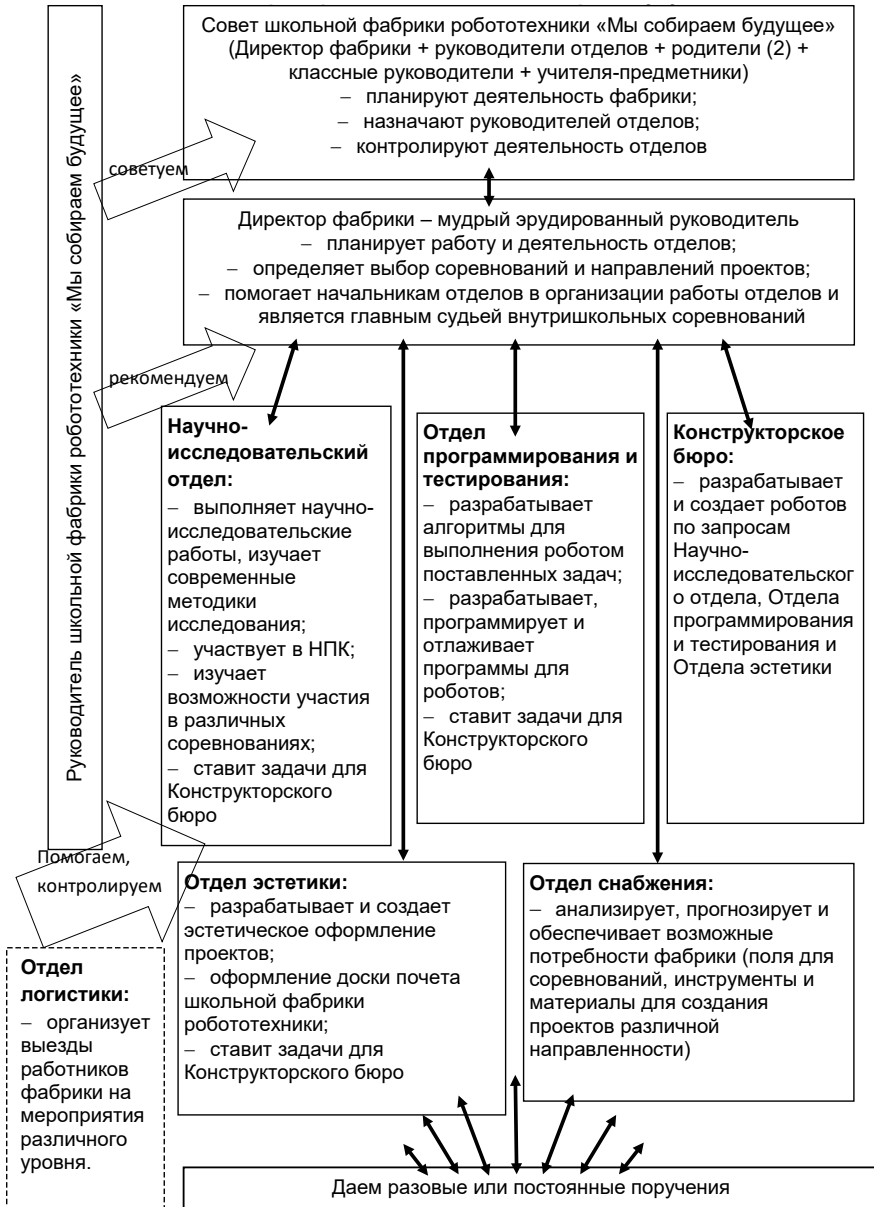 Руководитель школьной фабрики робототехники «Мы собираем будущее»
Совет школьной фабрики робототехники «Мы собираем будущее»
(Директор фабрики + руководители отделов + родители (2) +
классные руководители + учителя-предметники)
− планируют деятельность фабрики;
− назначают руководителей отделов;
− контролируют деятельность отделов
советуем
Директор фабрики – мудрый эрудированный руководитель
− планирует работу и деятельность отделов;
− определяет выбор соревнований и направлений проектов;
− помогает начальникам отделов в организации работы отделов и
является главным судьей внутришкольных соревнований
рекомендуем
Научно-
исследовательский
отдел:
− выполняет научно-
исследовательские
работы, изучает
современные
методики
исследования;
− участвует в НПК;
− изучает
возможности участия
в различных
соревнованиях;
− ставит задачи для
Конструкторского
бюро
Отдел
программирования и
тестирования:
− разрабатывает
алгоритмы для
выполнения роботом
поставленных задач;
− разрабатывает,
программирует и
отлаживает
программы для
роботов;
− ставит задачи для
Конструкторского
бюро
Конструкторское
бюро:
− разрабатывает
и создает роботов
по запросам
Научно-
исследовательског
о отдела, Отдела
программирования
и тестирования и
Отдела эстетики
Помогаем,
контролируем
Отдел эстетики:
− разрабатывает и создает
эстетическое оформление
проектов;
− оформление доски почета
школьной фабрики
робототехники;
− ставит задачи для
Конструкторского бюро
Отдел снабжения:
− анализирует, прогнозирует и
обеспечивает возможные
потребности фабрики (поля для
соревнований, инструменты и
материалы для создания
проектов различной
направленности)
Отдел
логистики:
− организует
выезды
работников
фабрики на
мероприятия
различного
уровня.
Даем разовые или постоянные поручения